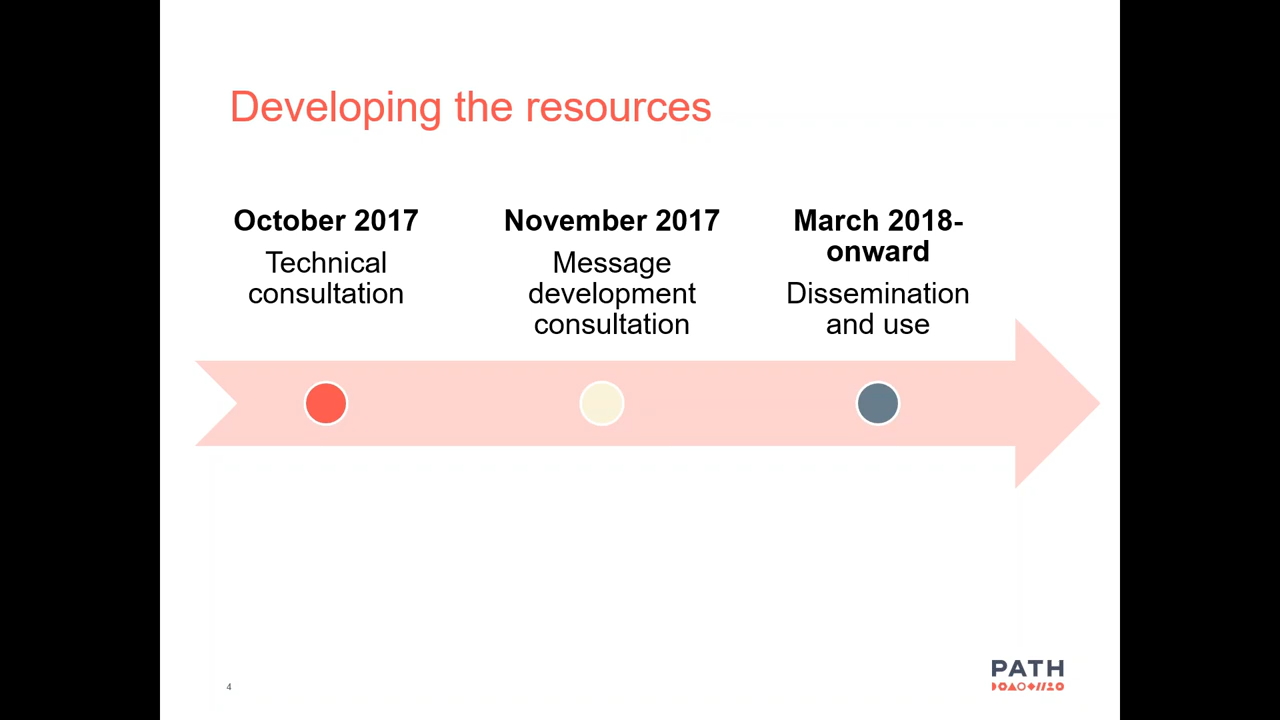 Developing the resources
October 2017
Technical
consultation
November 2017
Message
development
consultation
March 2018-
onward
Dissemination
and use
4
PATH